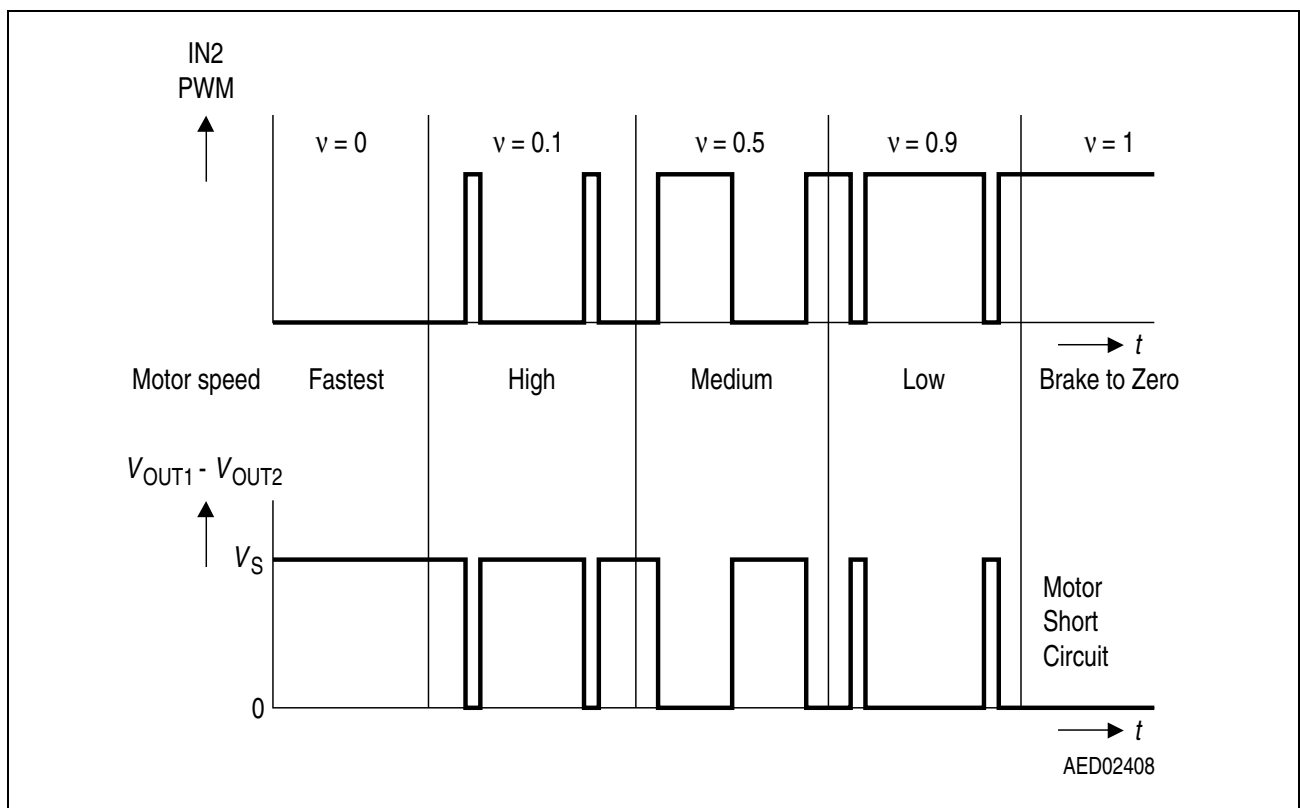 IN2
PWM
ν = 0
ν = 0.1
ν = 0.5
ν = 0.9
ν = 1
t
Motor speed
Fastest
High
Medium
Low
Brake to Zero
VOUT1 - VOUT2
VS
Motor
Short
Circuit
0
t
AED02408